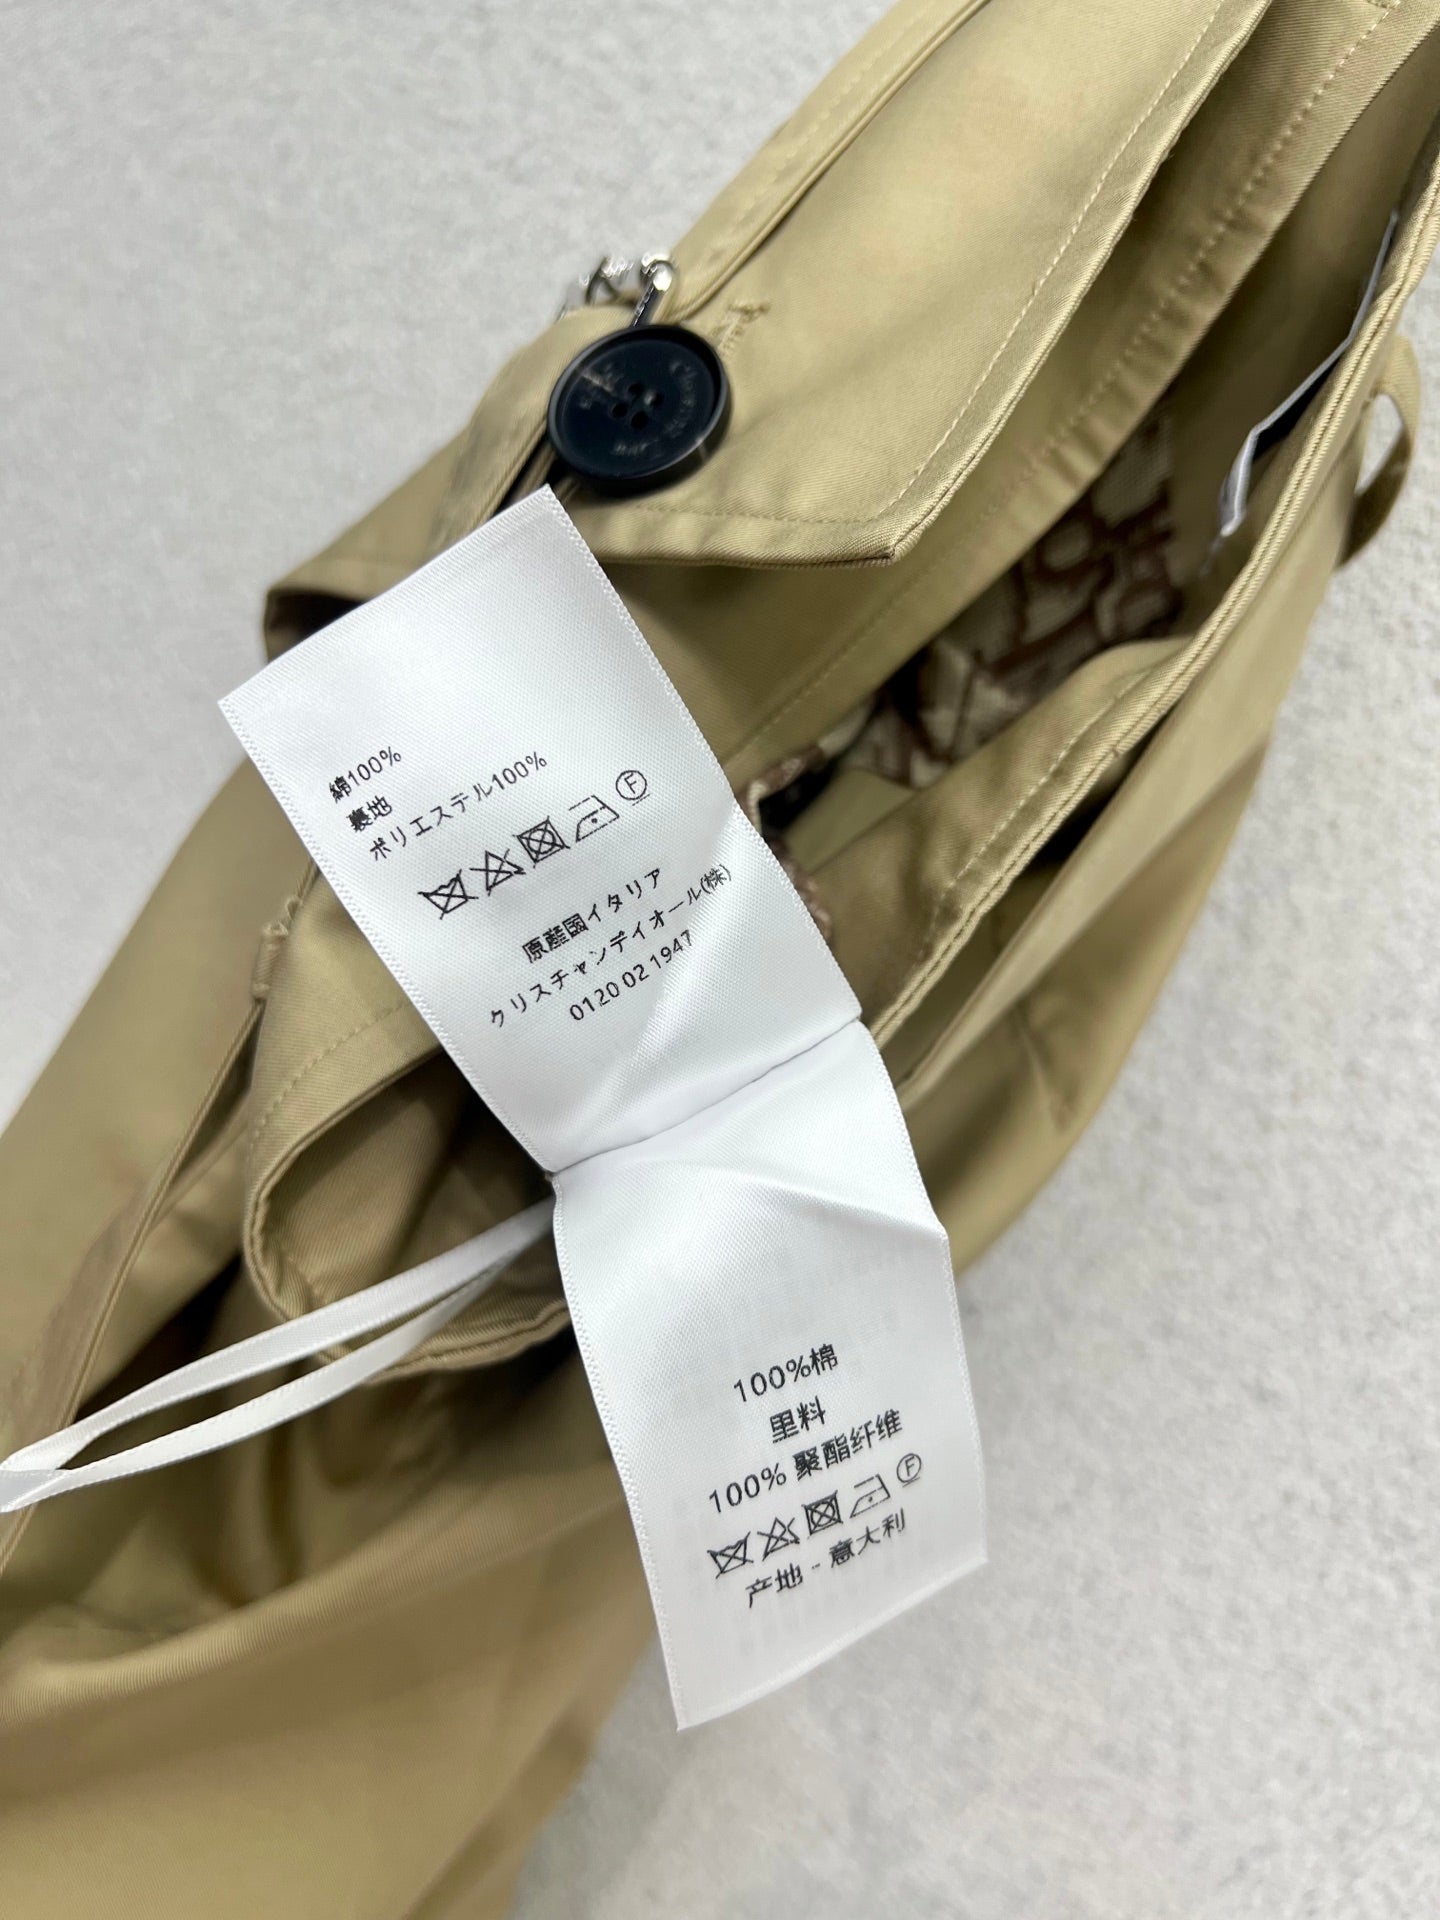 綿100%
裏地
ポリエステル100%
F
原産国イタリア
クリスチャンディオール(株)
0120 02 1947
100%棉
里料
100% 聚酯纤维
F
产地 - 意大利